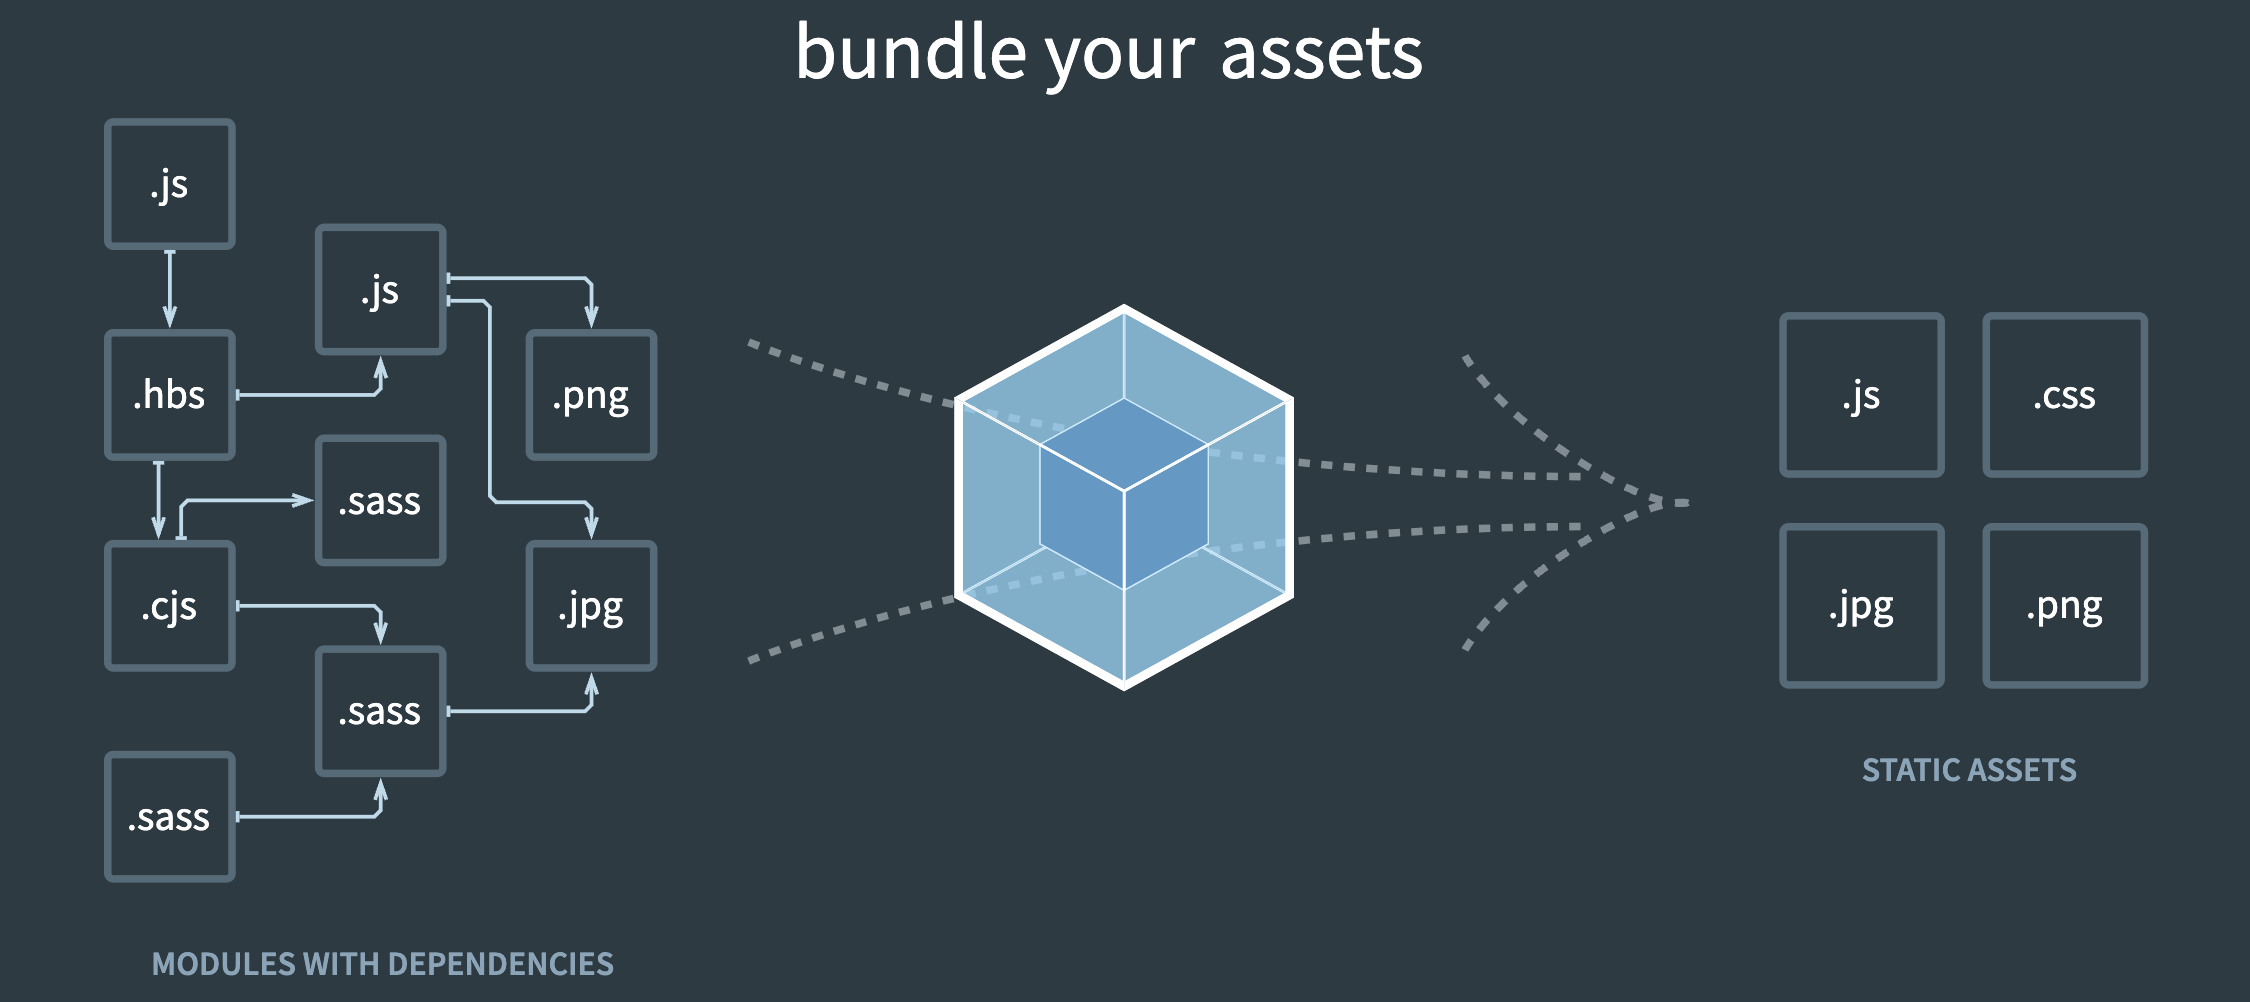 bundle your assets
.js
.js
.hbs
.png
.sass
.cjs
.jpg
.sass
.sass
MODULES WITH DEPENDENCIES
.js
.css
.jpg
.png
STATIC ASSETS